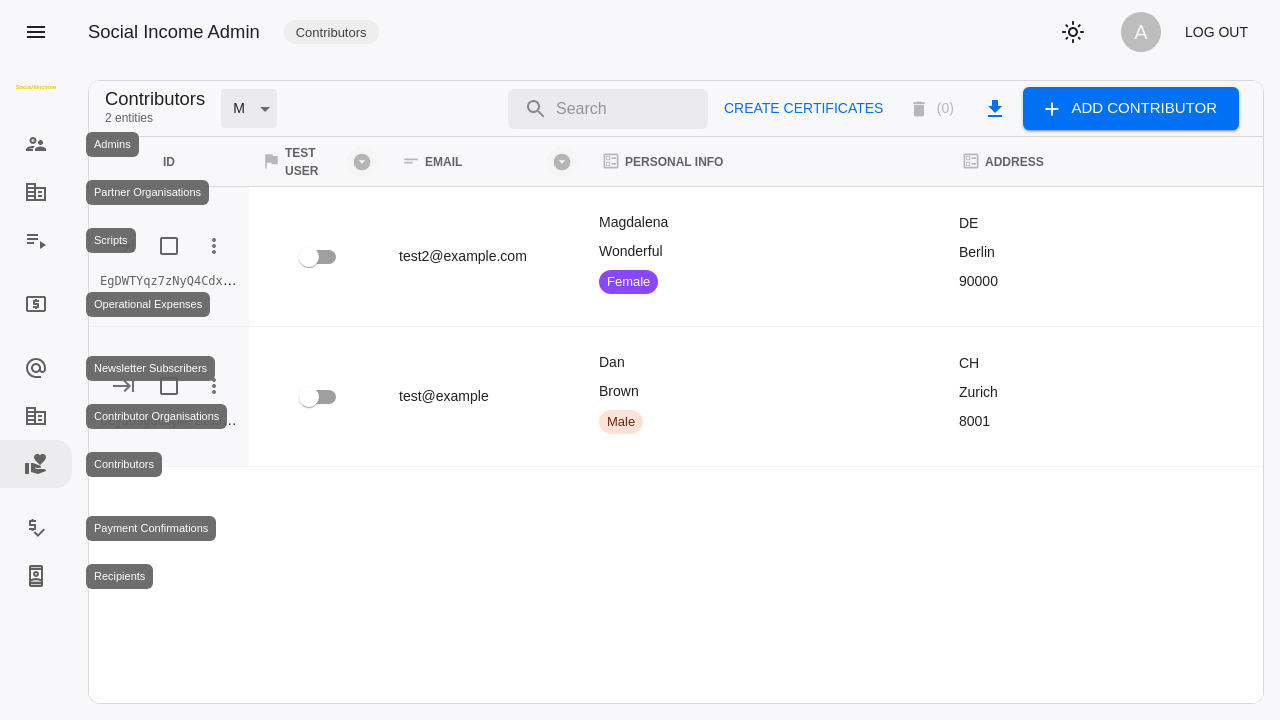 Social Income Admin
Contributors
A
LOG OUT
Social Income
Contributors
2 entities
M
Search
CREATE CERTIFICATES
(0)
ADD CONTRIBUTOR
Admins
ID
TEST
USER
EMAIL
PERSONAL INFO
ADDRESS
Partner Organisations
Scripts
EgDWTYqz7zNyQ4Cdx...
test2@example.com
Magdalena
Wonderful
Female
DE
Berlin
90000
Operational Expenses
Newsletter Subscribers
Contributor Organisations
test@example
Dan
Brown
Male
CH
Zurich
8001
Contributors
Payment Confirmations
Recipients